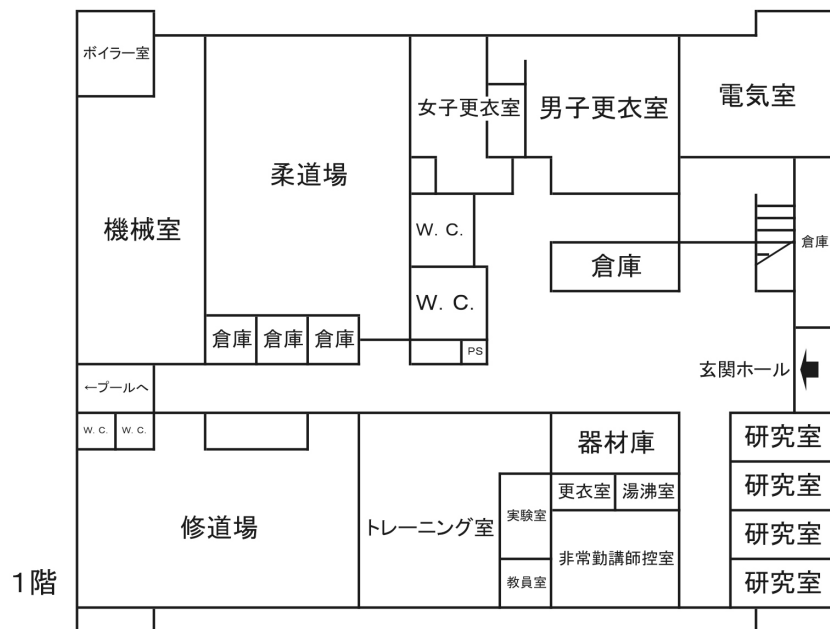 ボイラー室
女子更衣室
男子更衣室
電気室
柔道場
機械室
W. C.
倉庫
倉庫
W. C.
倉庫
倉庫
倉庫
PS
玄関ホール
←プールへ
W. C.
W. C.
器材庫
研究室
研究室
更衣室
湯沸室
実験室
修道場
トレーニング室
研究室
非常勤講師控室
教員室
研究室
1階